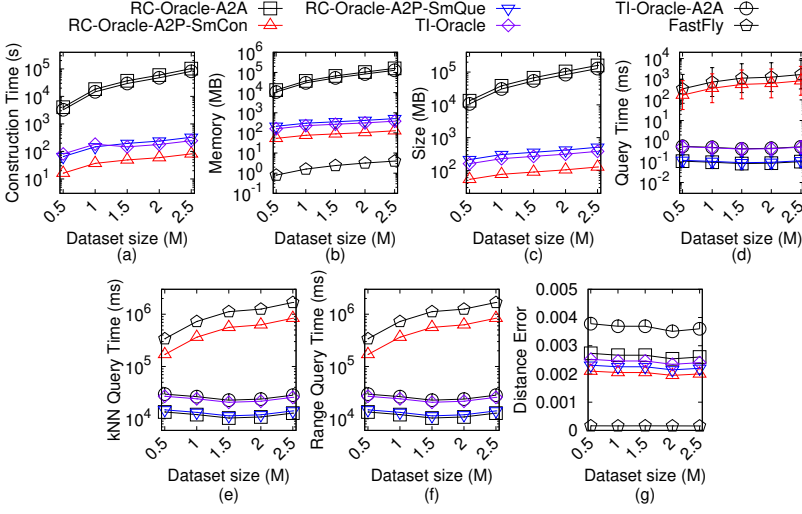 RC-Oracle-A2A
RC-Oracle-A2P-SmQue
TI-Oracle-A2A
RC-Oracle-A2P-SmCon
TI-Oracle
FastFly
Construction Time (s)
10^5
10^4
10^3
10^2
10^1
0.5 1 1.5 2 2.5
Dataset size (M)
(a)
Memory (MB)
10^6
10^5
10^4
10^3
10^2
10^1
10^0
10^-1
0.5 1 1.5 2 2.5
Dataset size (M)
(b)
Size (MB)
10^5
10^4
10^3
10^2
0.5 1 1.5 2 2.5
Dataset size (M)
(c)
Query Time (ms)
10^4
10^3
10^2
10^1
10^0
10^-1
10^-2
0.5 1 1.5 2 2.5
Dataset size (M)
(d)
kNN Query Time (ms)
10^6
10^5
10^4
0.5 1 1.5 2 2.5
Dataset size (M)
(e)
Range Query Time (ms)
10^6
10^5
10^4
0.5 1 1.5 2 2.5
Dataset size (M)
(f)
Distance Error
0.005
0.004
0.003
0.002
0.001
0
0.5 1 1.5 2 2.5
Dataset size (M)
(g)